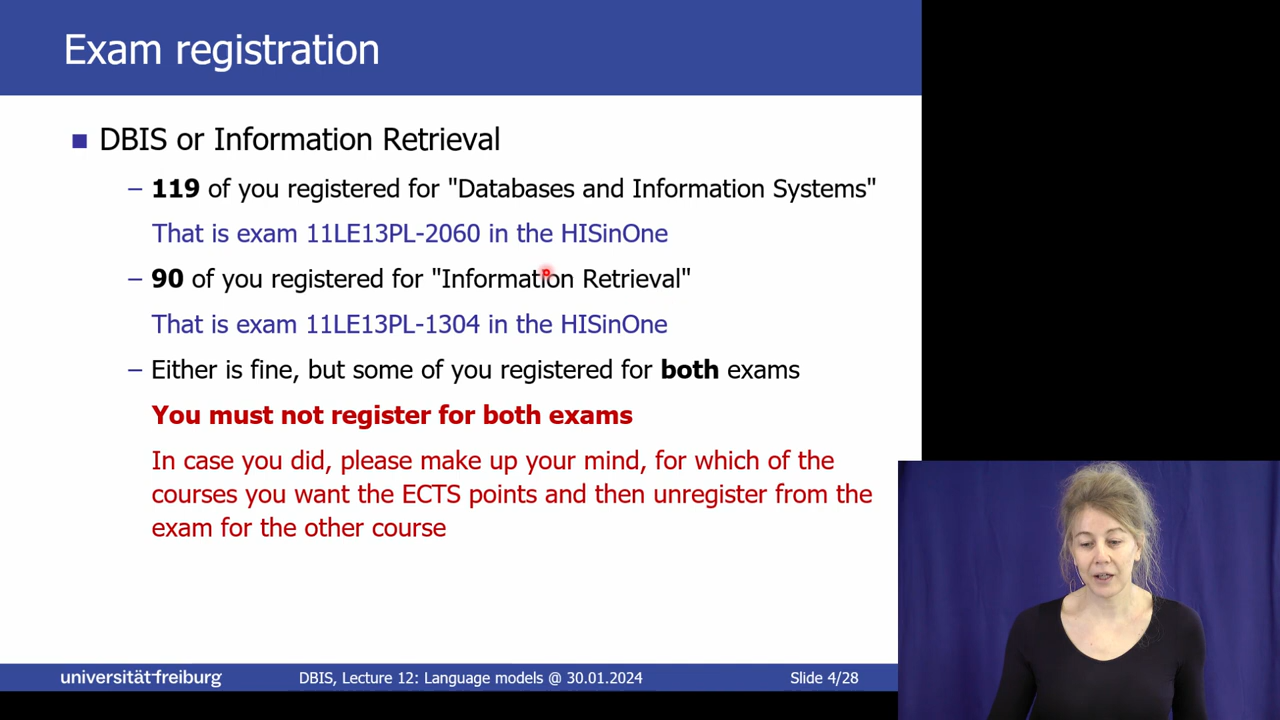 Exam registration
DBIS or Information Retrieval
– 119 of you registered for "Databases and Information Systems"
That is exam 11LE13PL-2060 in the HISinOne
– 90 of you registered for "Information Retrieval"
That is exam 11LE13PL-1304 in the HISinOne
– Either is fine, but some of you registered for both exams
You must not register for both exams
In case you did, please make up your mind, for which of the
courses you want the ECTS points and then unregister from the
exam for the other course
universität freiburg
DBIS, Lecture 12: Language models @ 30.01.2024
Slide 4/28